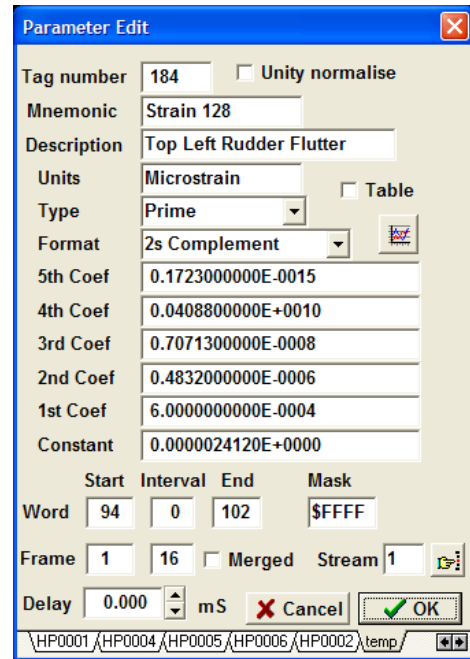 Parameter Edit
Tag number 184 Unity normalise
Mnemonic Strain 128
Description Top Left Rudder Flutter
Units Microstrain Table
Type Prime
Format 2s Complement
5th Coef 0.1723000000E-0015
4th Coef 0.0408800000E+0010
3rd Coef 0.7071300000E-0008
2nd Coef 0.4832000000E-0006
1st Coef 6.0000000000E-0004
Constant 0.0000024120E+0000
Start Interval End Mask
Word 94 0 102 $FFFF
Frame 1 16 Merged Stream 1
Delay 0.000 mS Cancel OK
\HP0001 /HP0004 /HP0005 /HP0006 /HP0002 \temp/